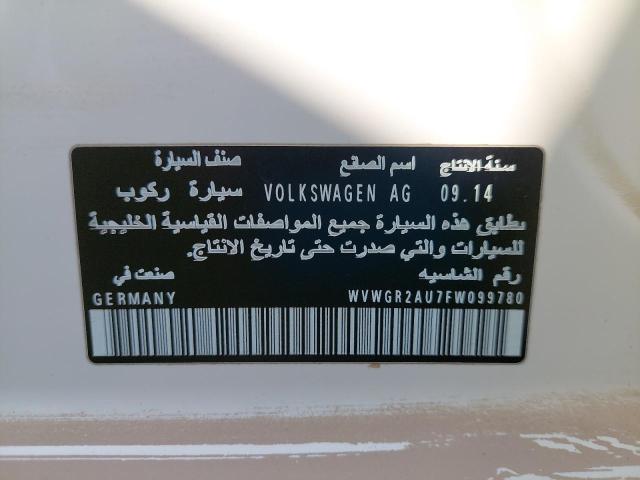 سنة الانتاج اسم الصانع صنف السيارة
09.14 VOLKSWAGEN AG سيارة ركوب
يطابق هذه السيارة جميع المواصفات القياسية الخليجية
للسيارات والتي صدرت حتى تاريخ الانتاج.
رقم الشاسيه صنعت في
WVWGR2AU7FW099780 GERMANY